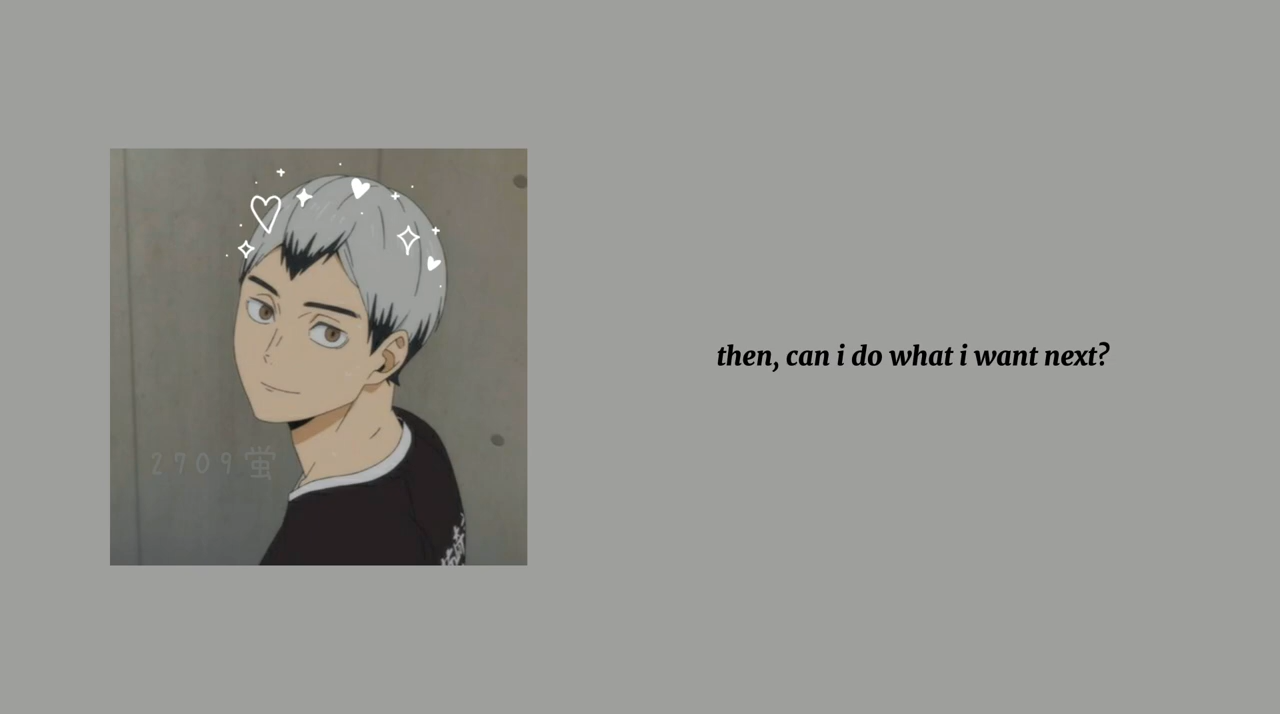 2709蛍
then, can i do what i want next?